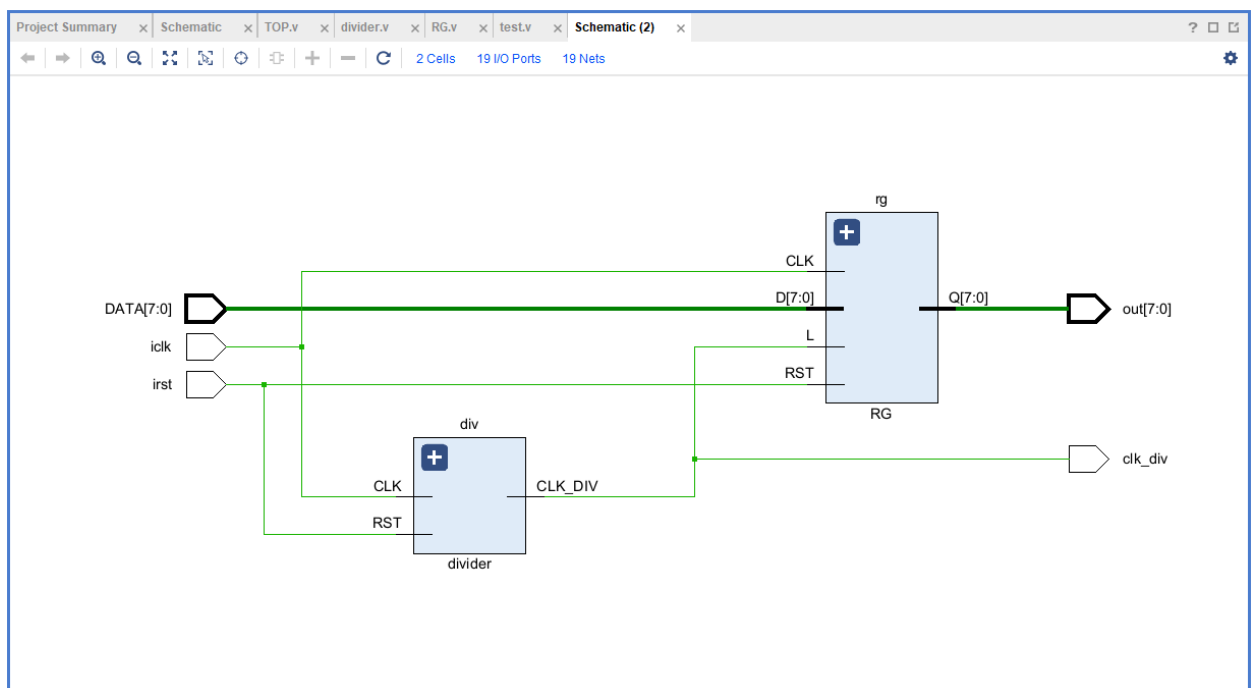 Project Summary Schematic TOP.v divider.v RG.v test.v Schematic (2) ?
2 Cells 19 I/O Ports 19 Nets
rg
CLK
DATA[7:0] D[7:0] Q[7:0] out[7:0]
iclk L
irst RST
RG
div
clk_div
CLK CLK_DIV
RST
divider